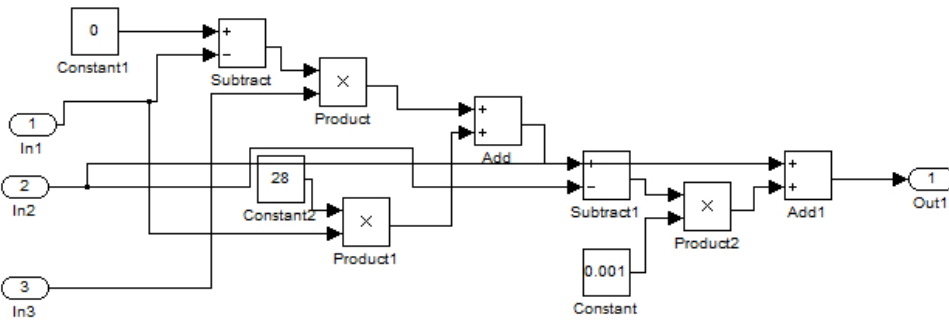 0
Constant1
+
−
Subtract
×
Product
1
In1
+
+
Add
2
In2
28
Constant2
×
Product1
+
−
Subtract1
×
Product2
+
+
Add1
1
Out1
3
In3
0.001
Constant